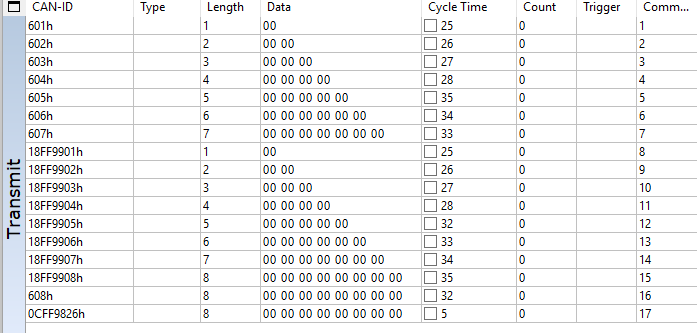 CAN-ID Type Length Data Cycle Time Count Trigger Comm...
601h 1 00 25 0 1
602h 2 00 00 26 0 2
603h 3 00 00 00 27 0 3
604h 4 00 00 00 00 28 0 4
605h 5 00 00 00 00 00 35 0 5
606h 6 00 00 00 00 00 00 34 0 6
607h 7 00 00 00 00 00 00 00 33 0 7
18FF9901h 1 00 25 0 8
18FF9902h 2 00 00 26 0 9
18FF9903h 3 00 00 00 27 0 10
18FF9904h 4 00 00 00 00 28 0 11
18FF9905h 5 00 00 00 00 00 32 0 12
18FF9906h 6 00 00 00 00 00 00 33 0 13
18FF9907h 7 00 00 00 00 00 00 00 34 0 14
18FF9908h 8 00 00 00 00 00 00 00 00 35 0 15
608h 8 00 00 00 00 00 00 00 00 32 0 16
0CFF9826h 8 00 00 00 00 00 00 00 00 5 0 17
Transmit